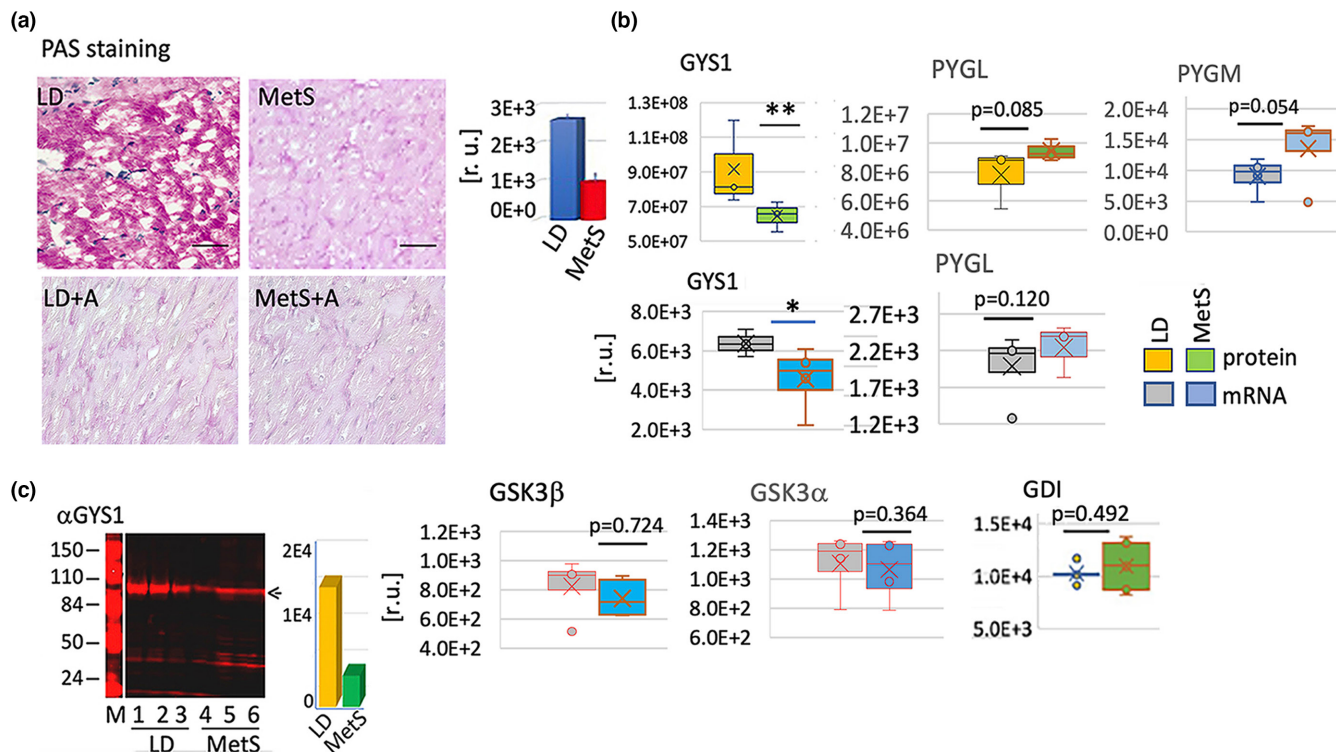 (a)
PAS staining
LD
MetS
LD+A
MetS+A
[r. u.]
3E+3
2E+3
1E+3
0E+0
LD
MetS
(b)
GYS1
1.3E+08
1.1E+08
9.0E+07
7.0E+07
5.0E+07
**
PYGL
1.2E+7
1.0E+7
8.0E+6
6.0E+6
4.0E+6
p=0.085
PYGM
2.0E+4
1.5E+4
1.0E+4
5.0E+3
0.0E+0
p=0.054
GYS1
[r.u.]
8.0E+3
6.0E+3
4.0E+3
2.0E+3
*
PYGL
2.7E+3
2.2E+3
1.7E+3
1.2E+3
p=0.120
LD
MetS
protein
mRNA
(c)
αGYS1
150
110
84
50
24
M 1 2 3 4 5 6
LD MetS
2E4
1E4
0
LD
MetS
GSK3β
[r.u.]
1.2E+3
1.0E+3
8.0E+2
6.0E+2
4.0E+2
p=0.724
GSK3α
1.4E+3
1.2E+3
1.0E+3
8.0E+2
6.0E+2
p=0.364
GDI
1.5E+4
1.0E+4
5.0E+3
p=0.492